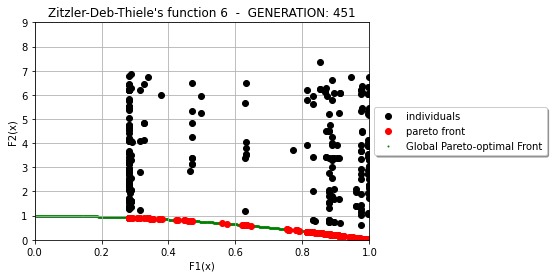 Zitzler-Deb-Thiele's function 6 - GENERATION: 451
F2(x)
9
8
7
6
5
4
3
2
1
0
0.0 0.2 0.4 0.6 0.8 1.0
F1(x)
individuals
pareto front
Global Pareto-optimal Front